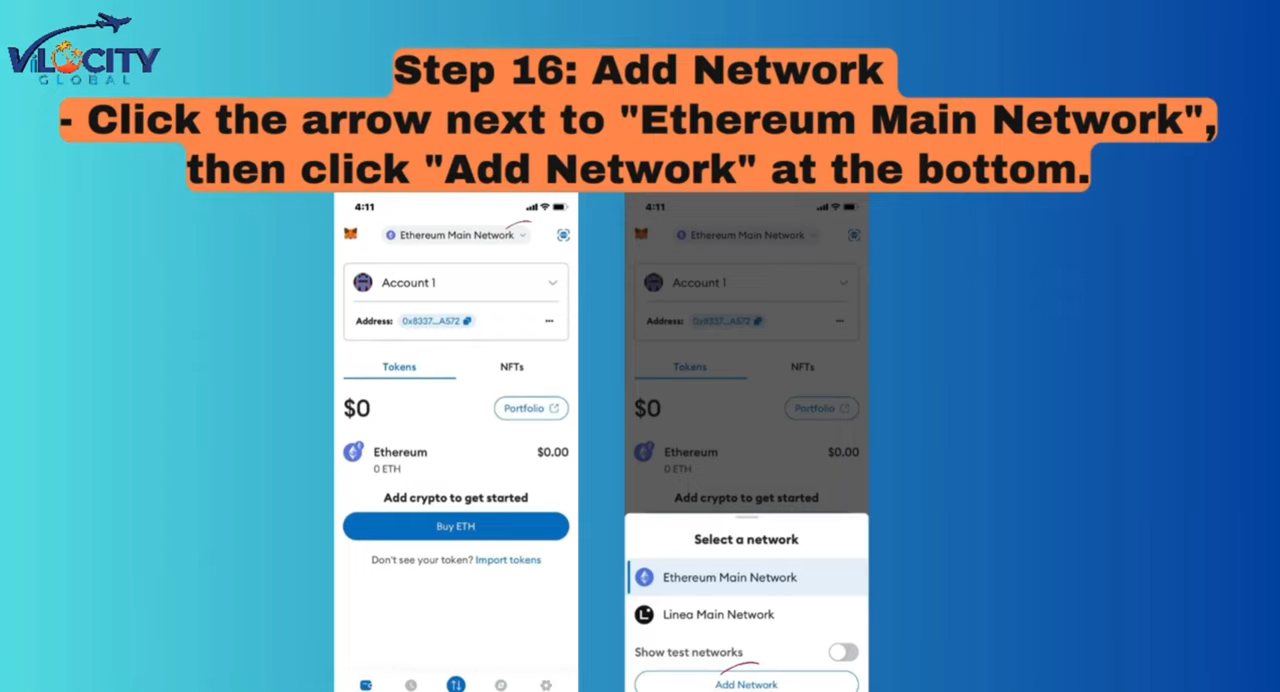 ViLOCITY
GLOBAL
Step 16: Add Network
- Click the arrow next to "Ethereum Main Network",
then click "Add Network" at the bottom.
4:11
Ethereum Main Network
Account 1
Address: 0x8337...A572
Tokens NFTs
$0 Portfolio
Ethereum $0.00
0 ETH
Add crypto to get started
Buy ETH
Don't see your token? Import tokens
4:11
Ethereum Main Network
Account 1
Address: 0x8337...A572
Tokens NFTs
$0 Portfolio
Ethereum $0.00
0 ETH
Add crypto to get started
Select a network
Ethereum Main Network
Linea Main Network
Show test networks
Add Network